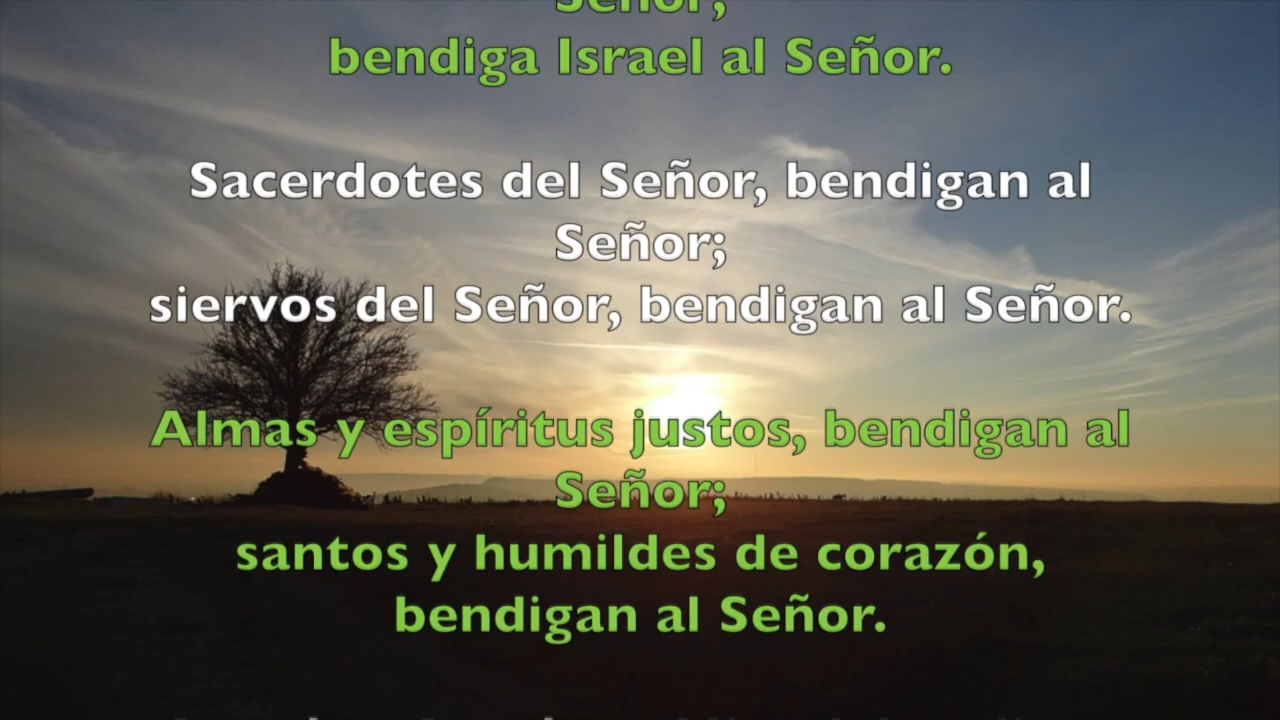 Señor;
bendiga Israel al Señor.
Sacerdotes del Señor, bendigan al
Señor;
siervos del Señor, bendigan al Señor.
Almas y espíritus justos, bendigan al
Señor;
santos y humildes de corazón,
bendigan al Señor.